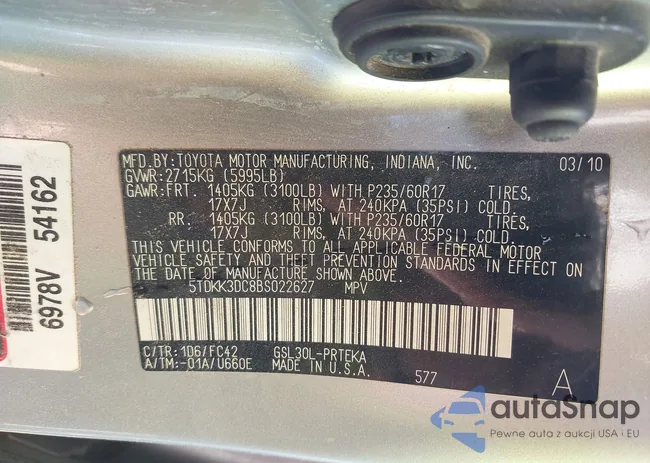 MFD.BY: TOYOTA MOTOR MANUFACTURING, INDIANA, INC. 03/10
GVWR: 2715KG (5995LB)
GAWR: FRT. 1405KG (3100LB) WITH P235/60R17 TIRES,
17X7J RIMS, AT 240KPA (35PSI) COLD.
RR. 1405KG (3100LB) WITH P235/60R17 TIRES,
17X7J RIMS, AT 240KPA (35PSI) COLD.
THIS VEHICLE CONFORMS TO ALL APPLICABLE FEDERAL MOTOR
VEHICLE SAFETY AND THEFT PREVENTION STANDARDS IN EFFECT ON
THE DATE OF MANUFACTURE SHOWN ABOVE.
5TDKK3DC8BS022627 MPV
C/TR: 1D6/FC42 GSL30L-PRTEKA
A/TM: -01A/U660E MADE IN U.S.A. 577 A
6978V 54162
autoSnap
Pewne auta z aukcji USA i EU